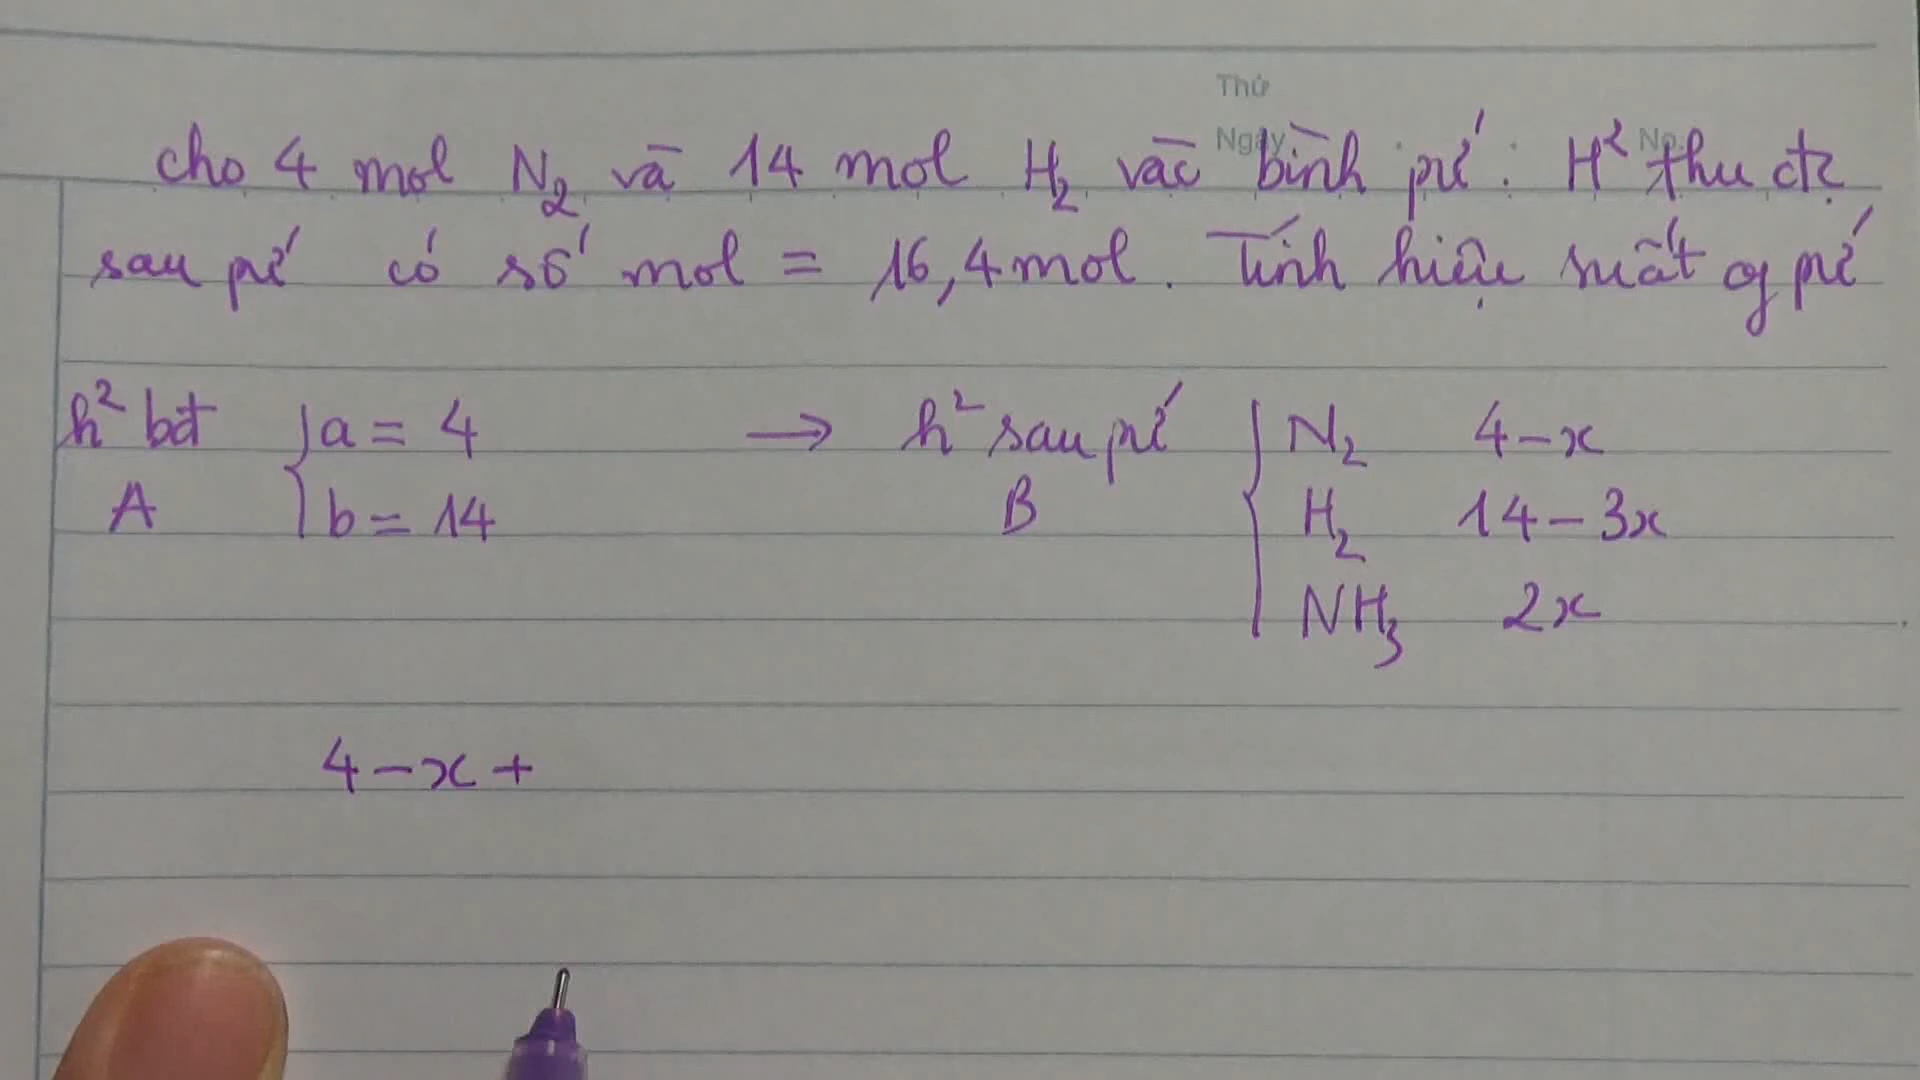 Thứ
Ngày No
cho 4 mol N₂ và 14 mol H₂ vào bình pứ. H² thu đc
sau pứ có số mol = 16,4 mol. Tính hiệu suất of pứ
h² bđ { a = 4 → h² sau pứ { N₂ 4-x
A b = 14 B H₂ 14-3x
NH₃ 2x
4-x+